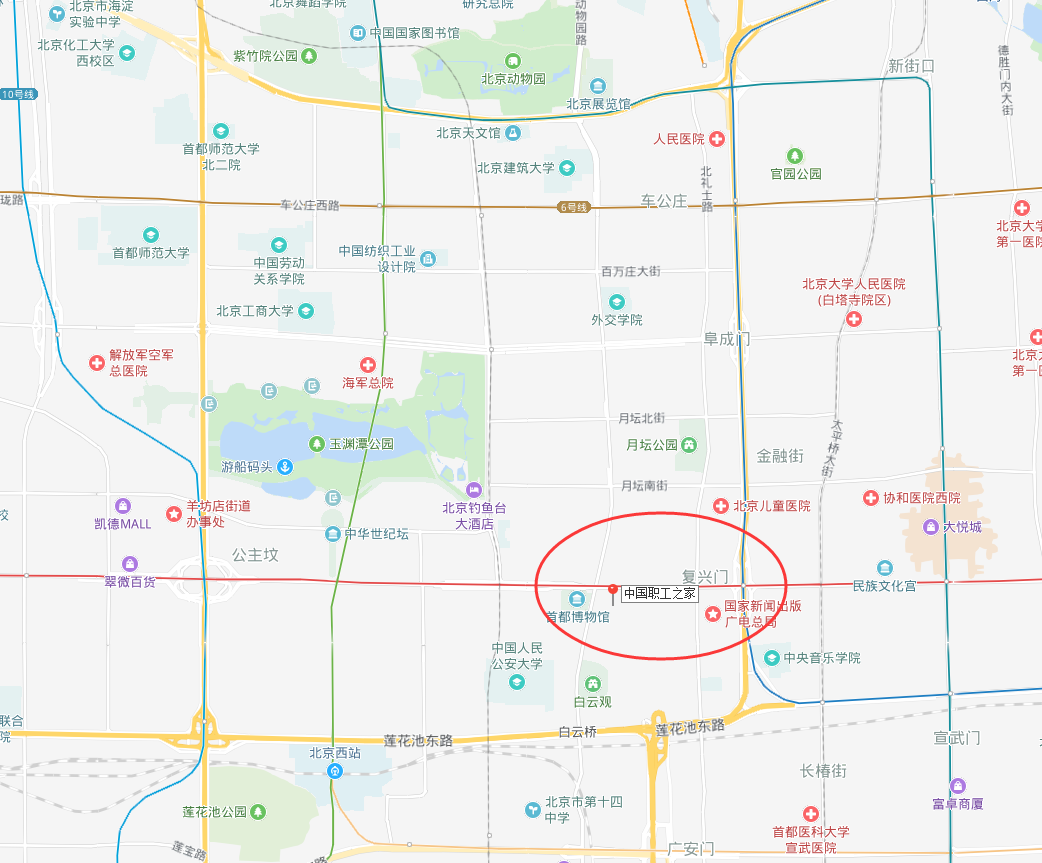 北京市海淀
实验中学
北京舞蹈学院
研究总院
动物园路
中国国家图书馆
北京化工大学
西校区
紫竹院公园
北京动物园
新街口
德胜门内大街
10号线
北京展览馆
首都师范大学
北二院
北京天文馆
人民医院
北京建筑大学
官园公园
北礼士路
珑路
车公庄西路
6号线
车公庄
北京大学
第一医院
首都师范大学
中国劳动
关系学院
中国纺织工业
设计院
百万庄大街
北京大学人民医院
(白塔寺院区)
北京工商大学
外交学院
阜成门
解放军空军
总医院
海军总院
北京大
第一医
月坛北街
太平桥大街
玉渊潭公园
月坛公园
金融街
游船码头
月坛南街
北京钓鱼台
大酒店
北京儿童医院
协和医院西院
凯德MALL
羊坊店街道
办事处
校
大悦城
中华世纪坛
公主坟
翠微百货
复兴门
民族文化宫
中国职工之家
首都博物馆
国家新闻出版
广电总局
中国人民
公安大学
中央音乐学院
白云观
联合
院
莲花池东路
白云桥
莲花池东路
宣武门
北京西站
长椿街
富卓商厦
莲花池公园
北京市第十四
中学
首都医科大学
宣武医院
莲宝路
路
广安门